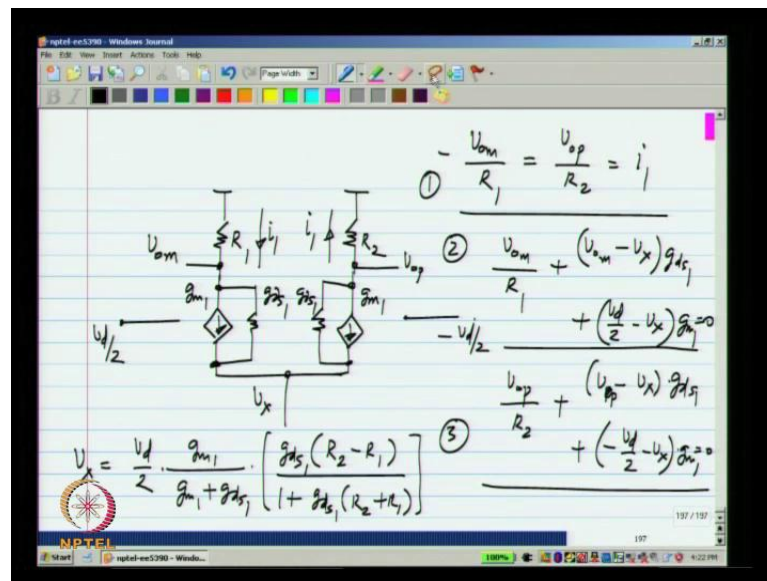 nptel-ee5390 - Windows Journal
File Edit View Insert Actions Tools Help
Page Width
B I
① - Vom/R1 = Vop/R2 = i1
② Vom/R1 + (Vom - Vx) gds1
+ (Vd/2 - Vx) gm1 = 0
③ Vop/R2 + (Vop - Vx) · gds1
+ (-Vd/2 - Vx) gm1 = 0
R1 i1 i1 R2
Vom Vop
gm1 gds1 gds1 gm1
Vd/2 -Vd/2
Vx
Vx = Vd/2 · gm1/(gm1 + gds1) · [gds1 (R2 - R1)/(1 + gds1 (R2 + R1))]
197 / 197
197
NPTEL
Start nptel-ee5390 - Windo... 100% 4:22 PM